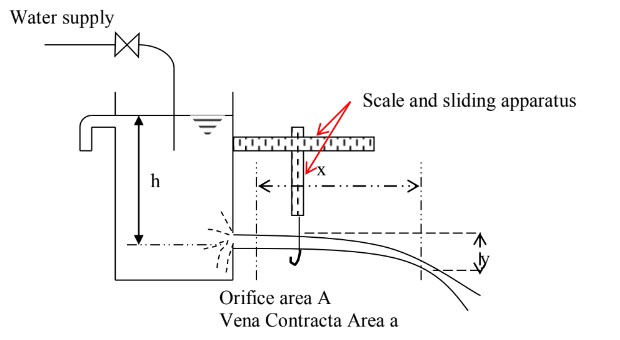 Water supply
Scale and sliding apparatus
x
h
y
Orifice area A
Vena Contracta Area a